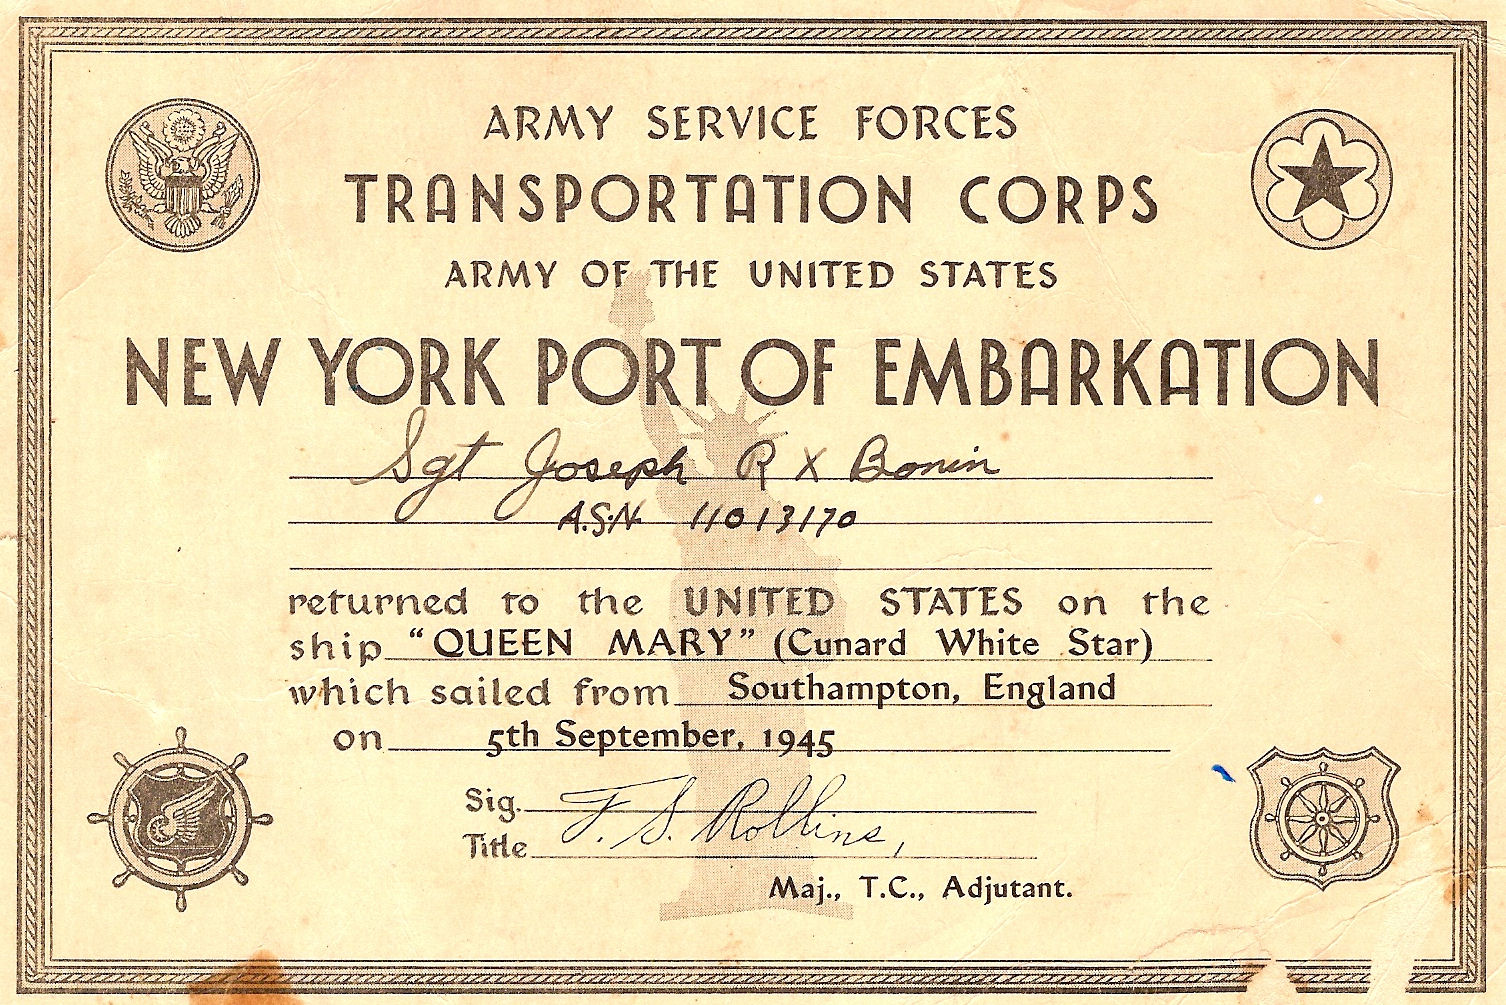 ARMY SERVICE FORCES
TRANSPORTATION CORPS
ARMY OF THE UNITED STATES
NEW YORK PORT OF EMBARKATION
Sgt Joseph R X Bonin
A.S.N 11013170
returned to the UNITED STATES on the
ship "QUEEN MARY" (Cunard White Star)
which sailed from Southampton, England
on 5th September, 1945
Sig. F. S. Rollins,
Title
Maj., T.C., Adjutant.